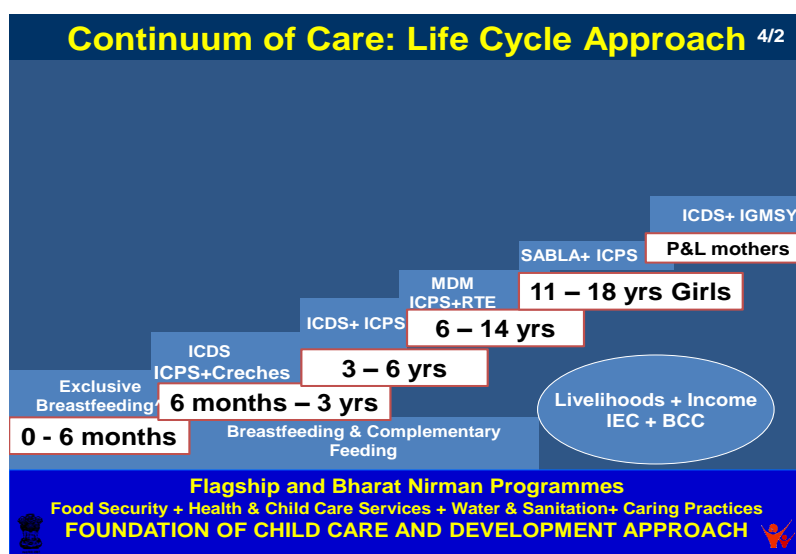 Continuum of Care: Life Cycle Approach 4/2
ICDS+ IGMSY
P&L mothers
SABLA+ ICPS
11 – 18 yrs Girls
MDM
ICPS+RTE
6 – 14 yrs
ICDS+ ICPS
3 – 6 yrs
ICDS
ICPS+Creches
6 months – 3 yrs
Exclusive
Breastfeeding^
0 - 6 months
Breastfeeding & Complementary
Feeding
Livelihoods + Income
IEC + BCC
Flagship and Bharat Nirman Programmes
Food Security + Health & Child Care Services + Water & Sanitation+ Caring Practices
FOUNDATION OF CHILD CARE AND DEVELOPMENT APPROACH